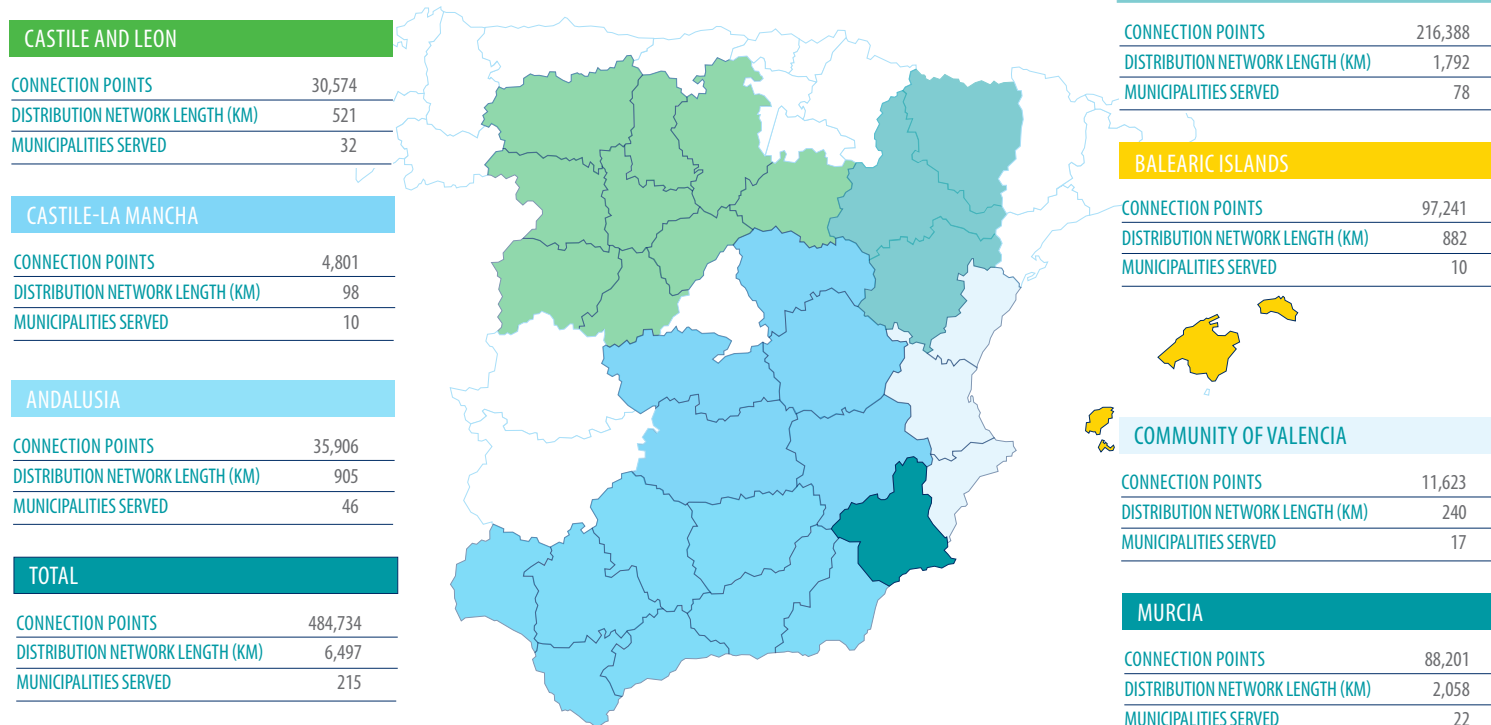 CASTILE AND LEON
CONNECTION POINTS 30,574
DISTRIBUTION NETWORK LENGTH (KM) 521
MUNICIPALITIES SERVED 32
CASTILE-LA MANCHA
CONNECTION POINTS 4,801
DISTRIBUTION NETWORK LENGTH (KM) 98
MUNICIPALITIES SERVED 10
ANDALUSIA
CONNECTION POINTS 35,906
DISTRIBUTION NETWORK LENGTH (KM) 905
MUNICIPALITIES SERVED 46
TOTAL
CONNECTION POINTS 484,734
DISTRIBUTION NETWORK LENGTH (KM) 6,497
MUNICIPALITIES SERVED 215
CONNECTION POINTS 216,388
DISTRIBUTION NETWORK LENGTH (KM) 1,792
MUNICIPALITIES SERVED 78
BALEARIC ISLANDS
CONNECTION POINTS 97,241
DISTRIBUTION NETWORK LENGTH (KM) 882
MUNICIPALITIES SERVED 10
COMMUNITY OF VALENCIA
CONNECTION POINTS 11,623
DISTRIBUTION NETWORK LENGTH (KM) 240
MUNICIPALITIES SERVED 17
MURCIA
CONNECTION POINTS 88,201
DISTRIBUTION NETWORK LENGTH (KM) 2,058
MUNICIPALITIES SERVED 22